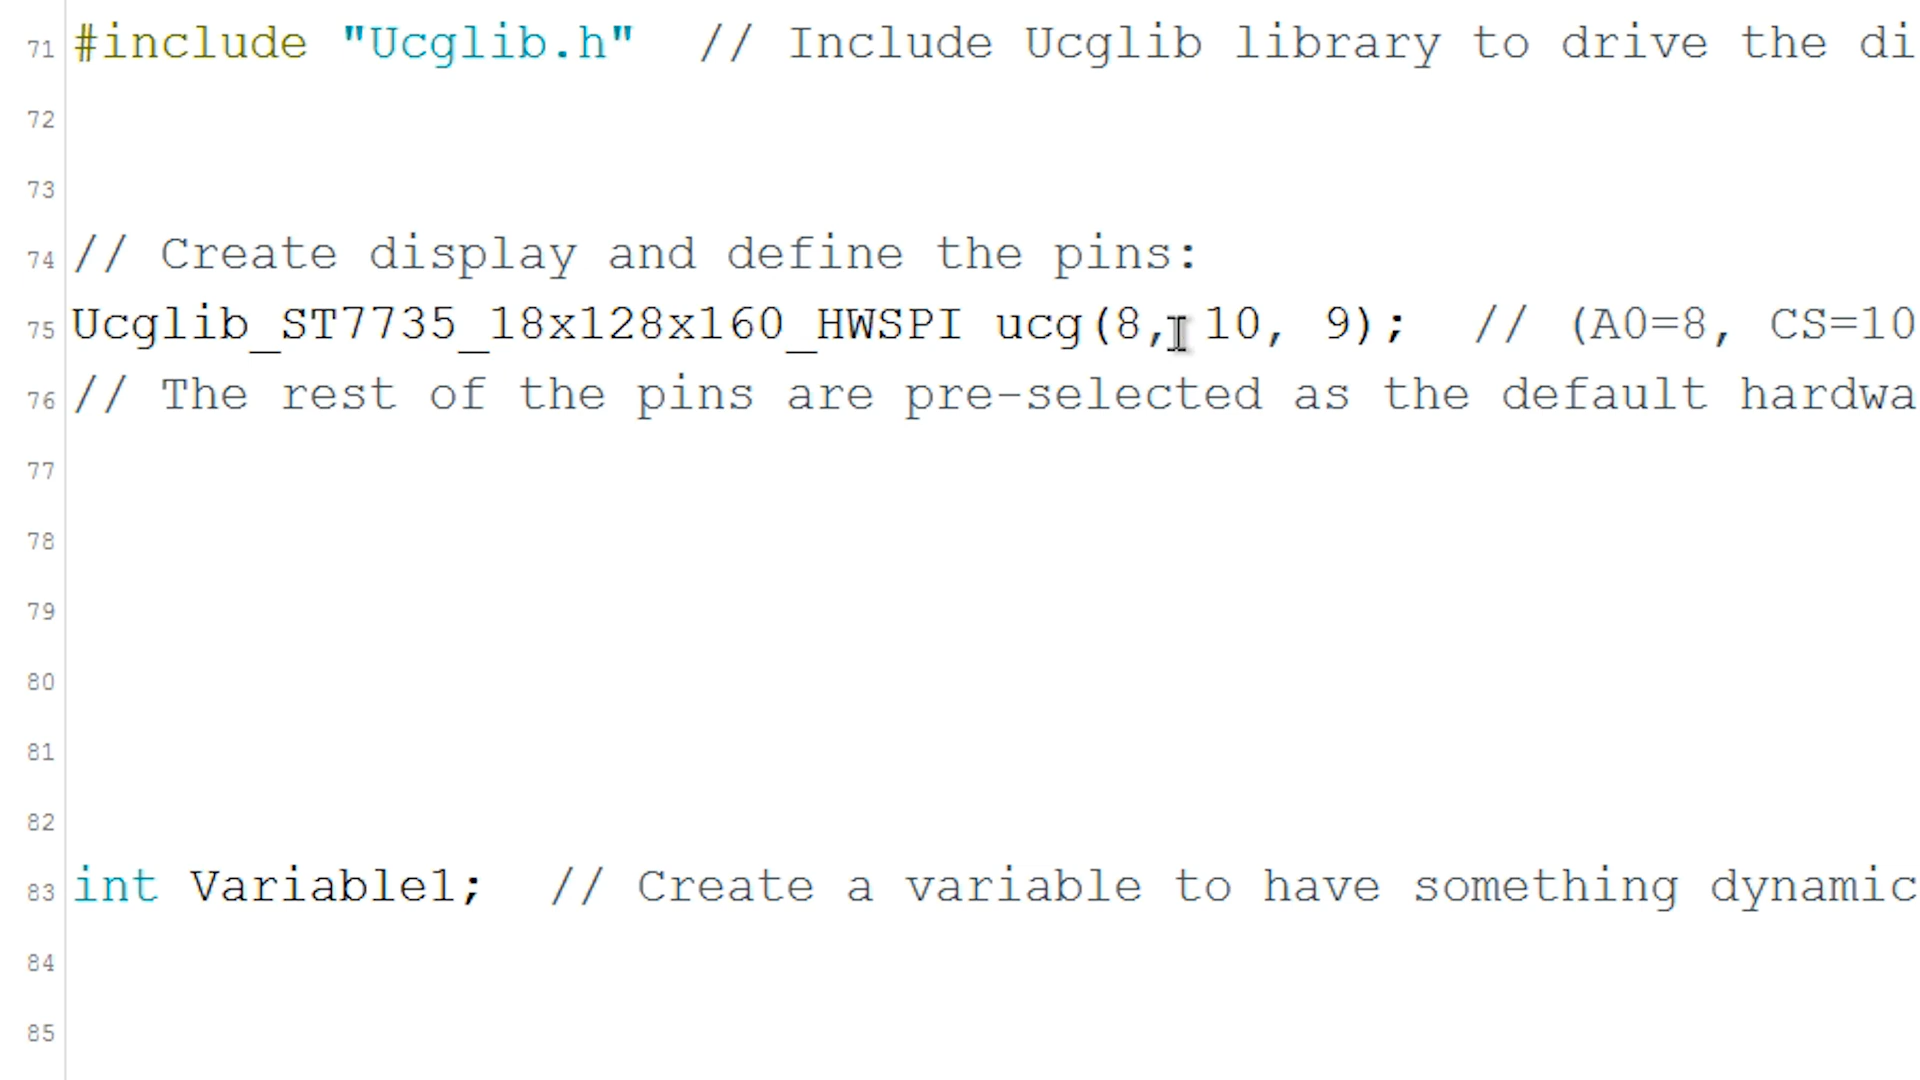 71 #include "Ucglib.h"  // Include Ucglib library to drive the di
72
73
74 // Create display and define the pins:
75 Ucglib_ST7735_18x128x160_HWSPI ucg(8, 10, 9);  // (A0=8, CS=10
76 // The rest of the pins are pre-selected as the default hardwa
77
78
79
80
81
82
83 int Variable1;  // Create a variable to have something dynamic
84
85